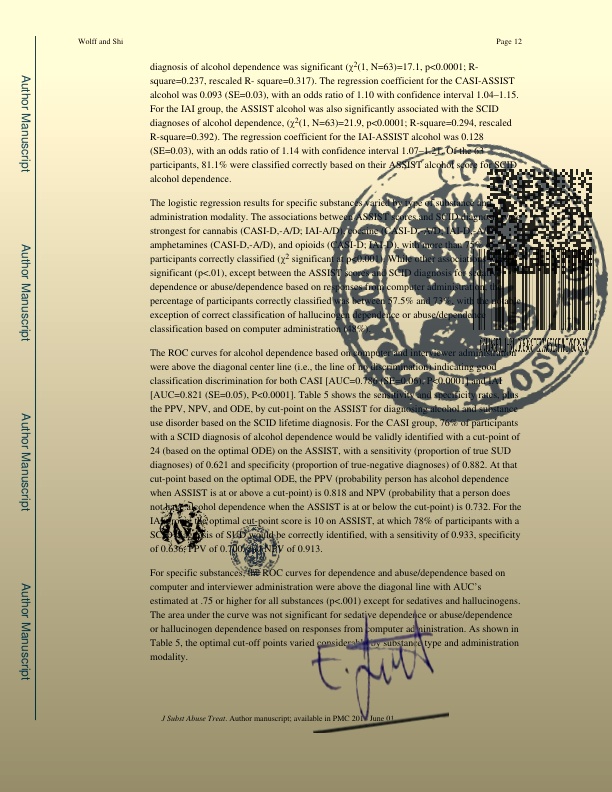 Wolff and Shi
Page 12
diagnosis of alcohol dependence was significant (χ²(1, N=63)=17.1, p<0.0001; R-
square=0.237, rescaled R- square=0.317). The regression coefficient for the CASI-ASSIST
alcohol was 0.093 (SE=0.03), with an odds ratio of 1.10 with confidence interval 1.04–1.15.
For the IAI group, the ASSIST alcohol was also significantly associated with the SCID
diagnoses of alcohol dependence, (χ²(1, N=63)=21.9, p<0.0001; R-square=0.294, rescaled
R-square=0.392). The regression coefficient for the IAI-ASSIST alcohol was 0.128
(SE=0.03), with an odds ratio of 1.14 with confidence interval 1.07–1.21. Of the 63
participants, 81.1% were classified correctly based on their ASSIST alcohol score for SCID
alcohol dependence.
The logistic regression results for specific substances varied by type of substance and
administration modality. The associations between ASSIST scores and SCID diagnoses
strongest for cannabis (CASI-D,-A/D; IAI-A/D), cocaine (CASI-D,-A/D; IAI-D,-A/D),
amphetamines (CASI-D,-A/D), and opioids (CASI-D; IAI-D), with more than 75%
participants correctly classified (χ² significant at p<0.001). While other associations
significant (p<.01), except between the ASSIST scores and SCID diagnosis for
dependence or abuse/dependence based on responses from computer administration, the
percentage of participants correctly classified was between 57.5% and 73%, with the notable
exception of correct classification of hallucinogen dependence or abuse/dependence
classification based on computer administration (48%).
The ROC curves for alcohol dependence based on computer and interviewer administration
were above the diagonal center line (i.e., the line of no discrimination) indicating good
classification discrimination for both CASI [AUC=0.786 (SE=0.06), P<0.0001] and IAI
[AUC=0.821 (SE=0.05), P<0.0001]. Table 5 shows the sensitivity and specificity rates, plus
the PPV, NPV, and ODE, by cut-point on the ASSIST for diagnosing alcohol and substance
use disorder based on the SCID lifetime diagnosis. For the CASI group, 76% of participants
with a SCID diagnosis of alcohol dependence would be validly identified with a cut-point of
24 (based on the optimal ODE) on the ASSIST, with a sensitivity (proportion of true SUD
diagnoses) of 0.621 and specificity (proportion of true-negative diagnoses) of 0.882. At that
cut-point based on the optimal ODE, the PPV (probability person has alcohol dependence
when ASSIST is at or above a cut-point) is 0.818 and NPV (probability that a person does
not have alcohol dependence when the ASSIST is at or below the cut-point) is 0.732. For the
IAI group, the optimal cut-point score is 10 on ASSIST, at which 78% of participants with a
SCID diagnosis of SUD would be correctly identified, with a sensitivity of 0.933, specificity
of 0.636, PPV of 0.700, and NPV of 0.913.
For specific substances, the ROC curves for dependence and abuse/dependence based on
computer and interviewer administration were above the diagonal with AUC's
estimated at .75 or higher for all substances (p<.001) except for sedatives and hallucinogens.
The area under the curve was not significant for sedative dependence or abuse/dependence
or hallucinogen dependence based on responses from computer administration. As shown in
Table 5, the optimal cut-off points varied considerably by substance type and administration
modality.
J Subst Abuse Treat. Author manuscript; available in PMC 201 June 01.
Author Manuscript
Author Manuscript
Author Manuscript
Author Manuscript